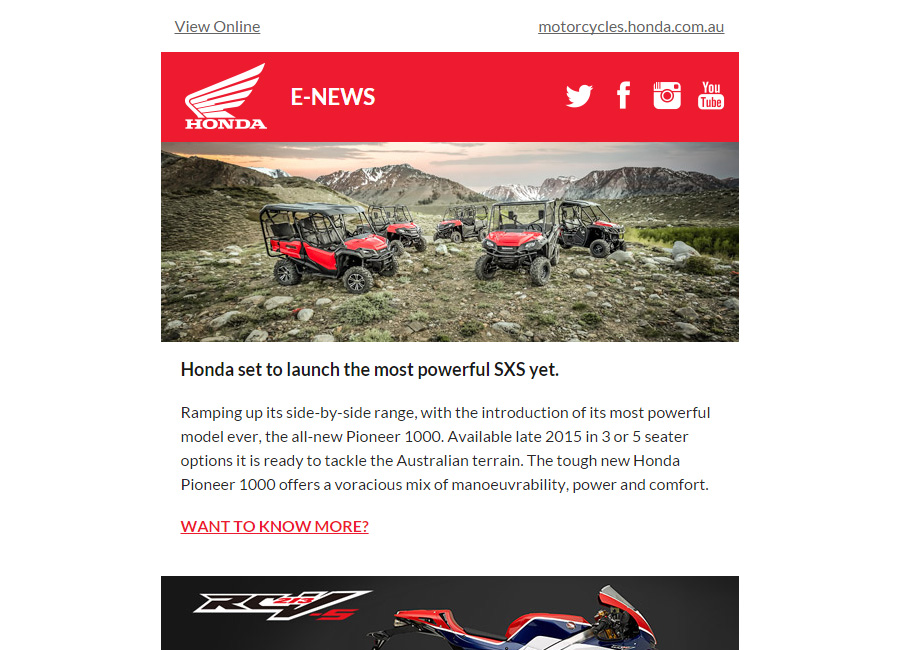 View Online
motorcycles.honda.com.au
HONDA
E-NEWS
You
Tube
Honda set to launch the most powerful SXS yet.
Ramping up its side-by-side range, with the introduction of its most powerful
model ever, the all-new Pioneer 1000. Available late 2015 in 3 or 5 seater
options it is ready to tackle the Australian terrain. The tough new Honda
Pioneer 1000 offers a voracious mix of manoeuvrability, power and comfort.
WANT TO KNOW MORE?
RC213V-S